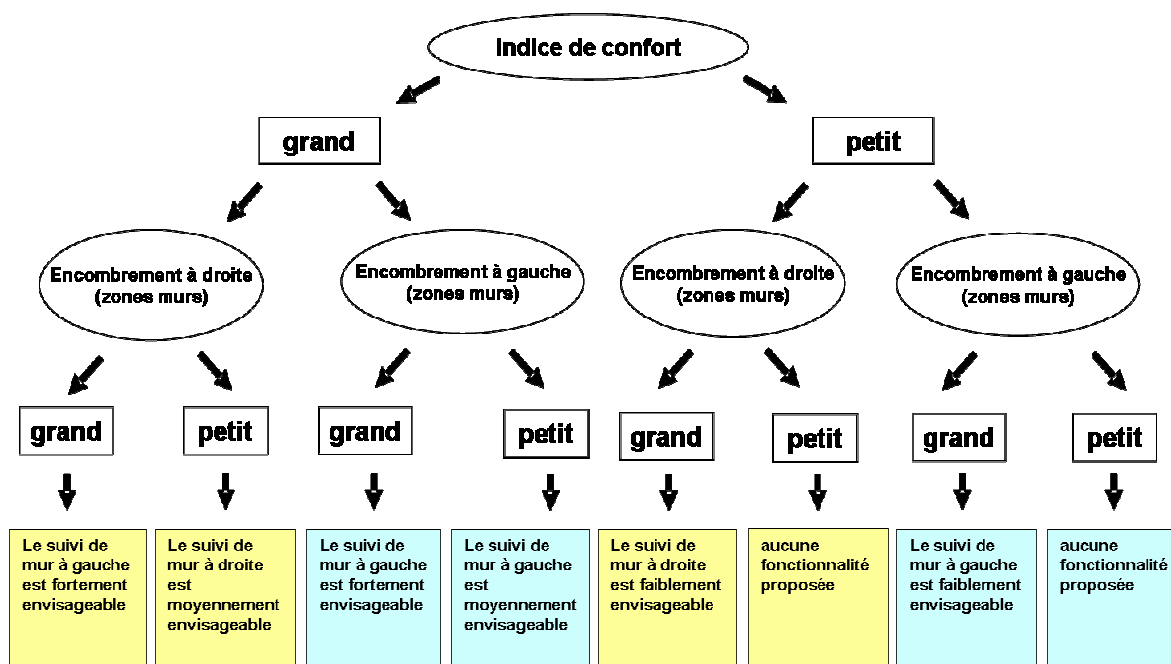 Indice de confort
grand
petit
Encombrement à droite
(zones murs)
Encombrement à gauche
(zones murs)
Encombrement à droite
(zones murs)
Encombrement à gauche
(zones murs)
grand
petit
grand
petit
grand
petit
grand
petit
Le suivi de
mur à gauche
est fortement
envisageable
Le suivi de
mur à droite
est
moyennement
envisageable
Le suivi de
mur à gauche
est fortement
envisageable
Le suivi de
mur à gauche
est
moyennement
envisageable
Le suivi de
mur à droite
est faiblement
envisageable
aucune
fonctionnalité
proposée
Le suivi de
mur à gauche
est faiblement
envisageable
aucune
fonctionnalité
proposée